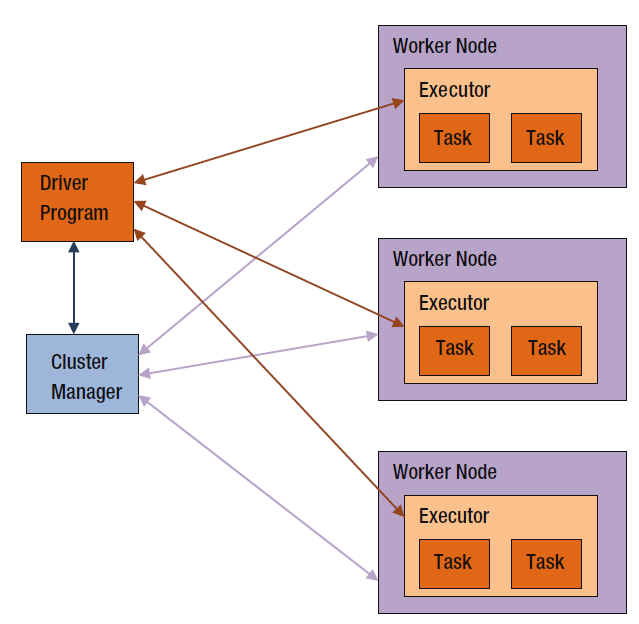 Worker Node
Executor
Task Task
Driver
Program
Worker Node
Executor
Task Task
Cluster
Manager
Worker Node
Executor
Task Task